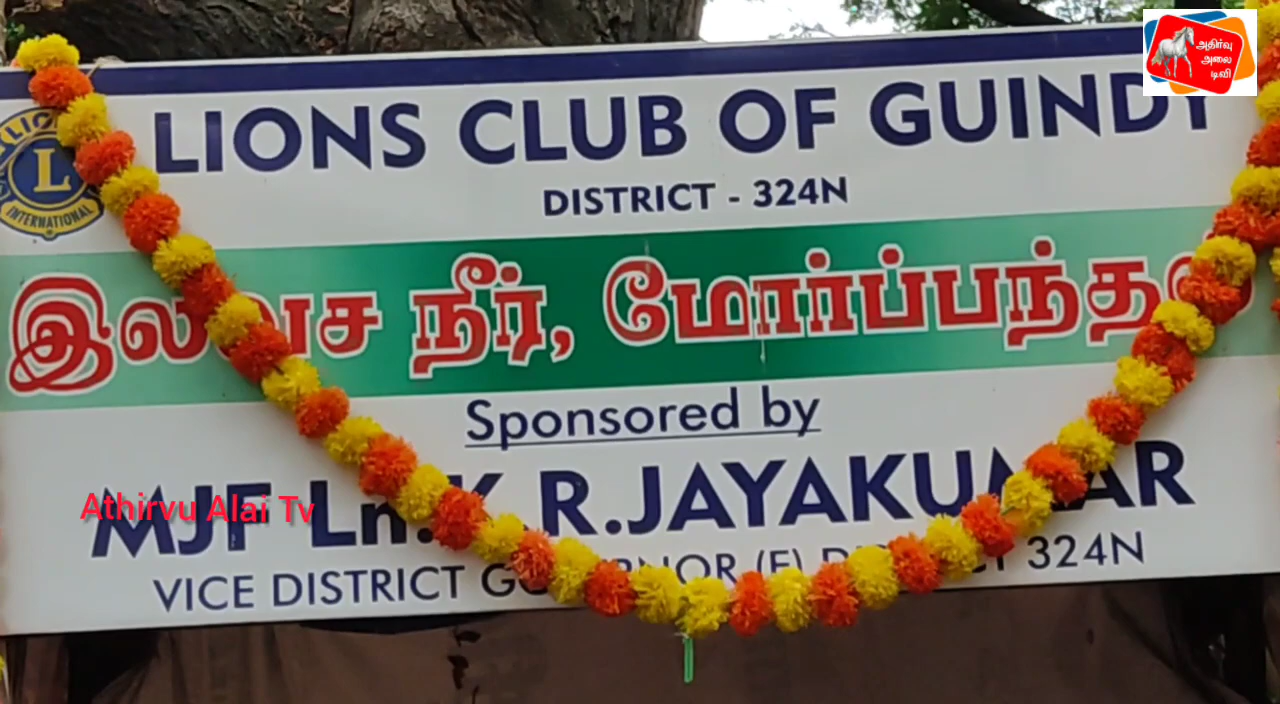 அதிர்வு
அலை
டிவி
LIONS CLUB OF GUINDY
DISTRICT - 324N
L
INTERNATIONAL
இலவச நீர், மோர்ப்பந்தல்
Sponsored by
MJF Ln. K.R.JAYAKUMAR
Athirvu Alai Tv
VICE DISTRICT GOVERNOR (E) DISTRICT 324N